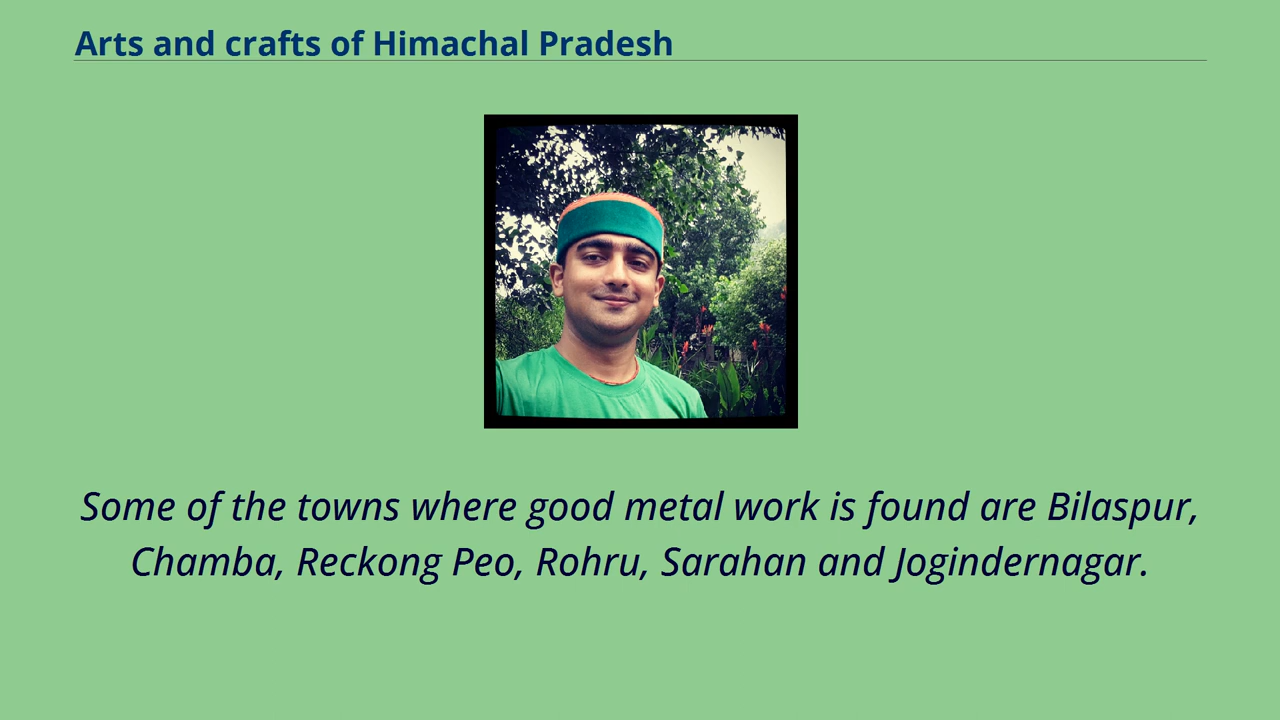 Arts and crafts of Himachal Pradesh
Some of the towns where good metal work is found are Bilaspur,
Chamba, Reckong Peo, Rohru, Sarahan and Jogindernagar.